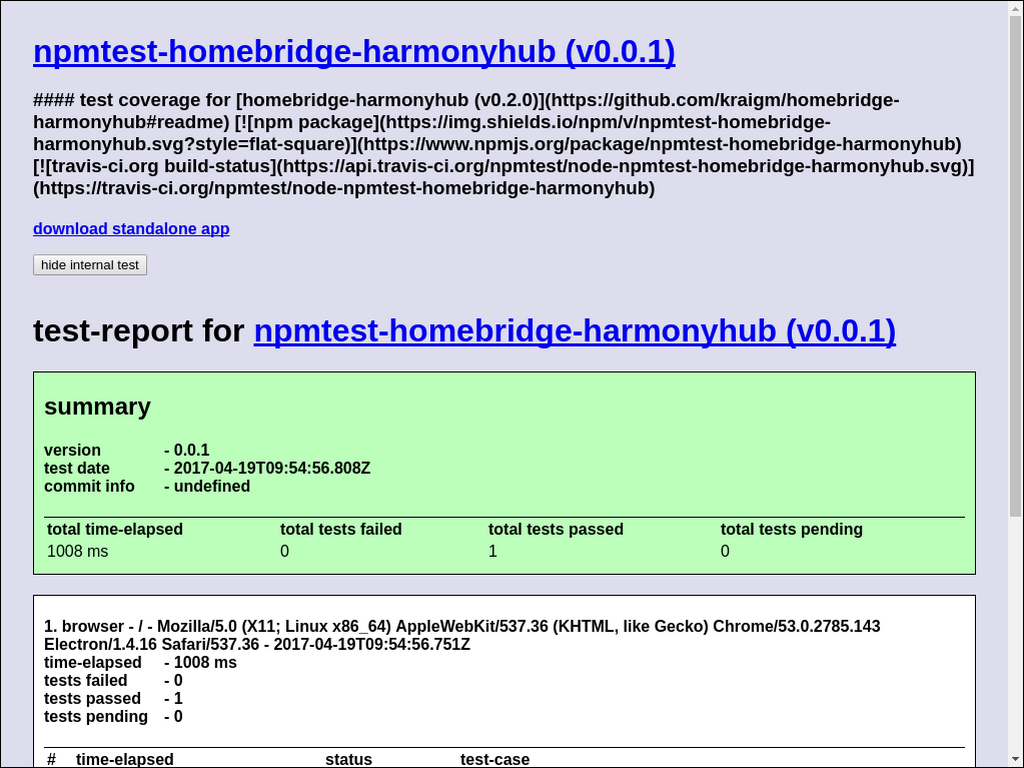 npmtest-homebridge-harmonyhub (v0.0.1)
#### test coverage for [homebridge-harmonyhub (v0.2.0)](https://github.com/kraigm/homebridge-
harmonyhub#readme) [![npm package](https://img.shields.io/npm/v/npmtest-homebridge-
harmonyhub.svg?style=flat-square)](https://www.npmjs.org/package/npmtest-homebridge-harmonyhub)
[![travis-ci.org build-status](https://api.travis-ci.org/npmtest/node-npmtest-homebridge-harmonyhub.svg)]
(https://travis-ci.org/npmtest/node-npmtest-homebridge-harmonyhub)
download standalone app
hide internal test
test-report for npmtest-homebridge-harmonyhub (v0.0.1)
summary
version - 0.0.1
test date - 2017-04-19T09:54:56.808Z
commit info - undefined
total time-elapsed total tests failed total tests passed total tests pending
1008 ms 0 1 0
1. browser - / - Mozilla/5.0 (X11; Linux x86_64) AppleWebKit/537.36 (KHTML, like Gecko) Chrome/53.0.2785.143
Electron/1.4.16 Safari/537.36 - 2017-04-19T09:54:56.751Z
time-elapsed - 1008 ms
tests failed - 0
tests passed - 1
tests pending - 0
# time-elapsed status test-case